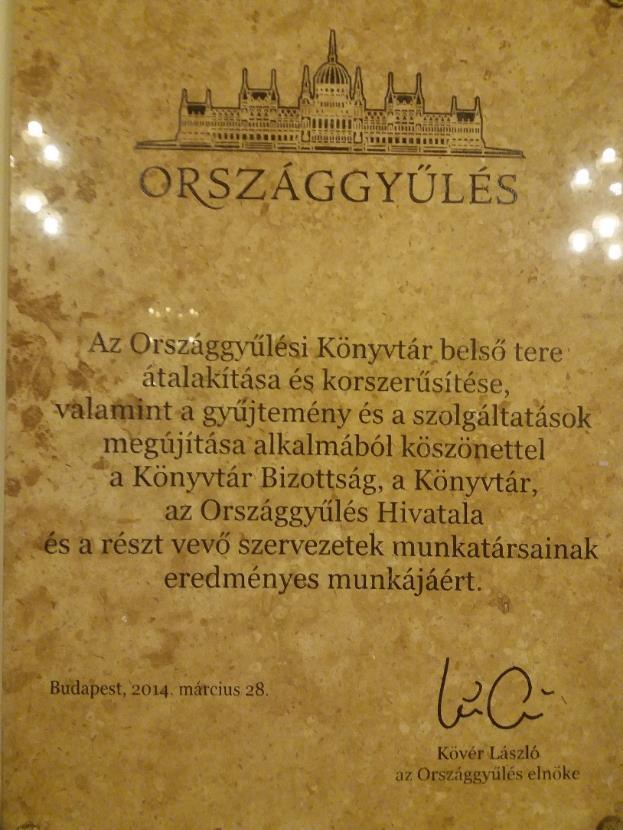 ORSZÁGGYŰLÉS
Az Országgyűlési Könyvtár belső tere
átalakítása és korszerűsítése,
valamint a gyűjtemény és a szolgáltatások
megújítása alkalmából köszönettel
a Könyvtár Bizottság, a Könyvtár,
az Országgyűlés Hivatala
és a részt vevő szervezetek munkatársainak
eredményes munkájáért.
Budapest, 2014. március 28.
Kövér László
az Országgyűlés elnöke